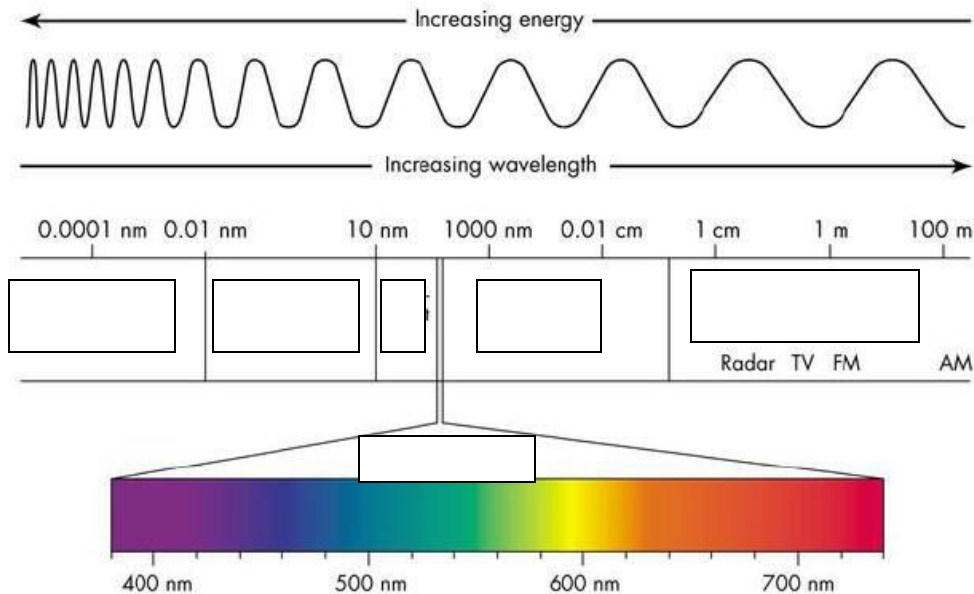 Increasing energy
Increasing wavelength
0.0001 nm 0.01 nm 10 nm 1000 nm 0.01 cm 1 cm 1 m 100 m
Radar TV FM AM
400 nm 500 nm 600 nm 700 nm